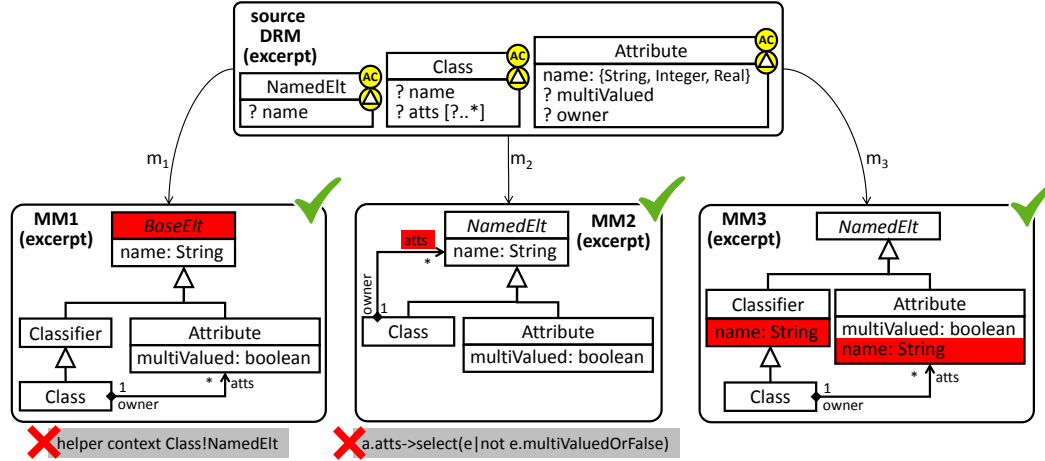 source
DRM
(excerpt)
NamedElt
AC
? name
Class
AC
? name
? atts [?..*]
Attribute
AC
name: {String, Integer, Real}
? multiValued
? owner
m1
m2
m3
MM1
(excerpt)
BaseElt
name: String
Classifier
Attribute
multiValued: boolean
Class
1
owner
*
atts
MM2
(excerpt)
NamedElt
name: String
atts
*
owner
1
Class
Attribute
multiValued: boolean
MM3
(excerpt)
NamedElt
Classifier
name: String
Attribute
multiValued: boolean
name: String
Class
1
owner
*
atts
helper context Class!NamedElt
a.atts->select(e|not e.multiValuedOrFalse)